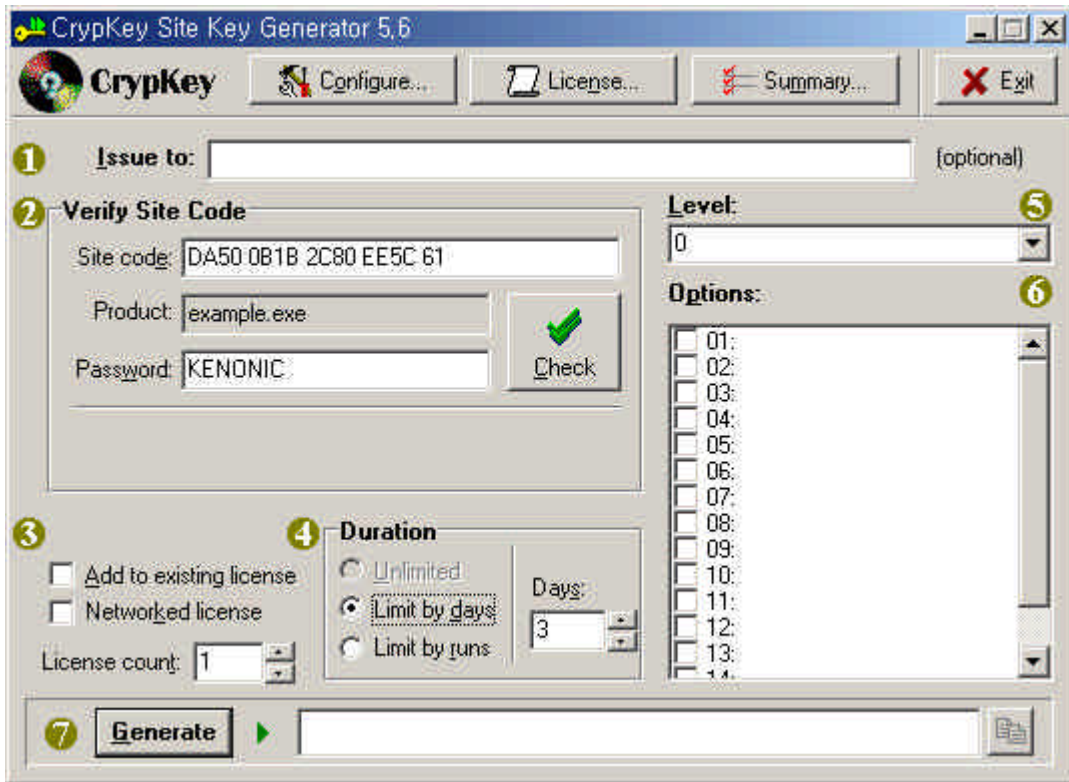 CrypKey Site Key Generator 5,6
CrypKey
Configure...
License...
Summary...
Exit
1
Issue to:
(optional)
2
Verify Site Code
Site code:
DA50 0B1B 2C80 EE5C 61
Product:
example.exe
Password:
KENONIC
Check
3
Add to existing license
Networked license
License count:
1
4
Duration
Unlimited
Limit by days
Limit by runs
Days:
3
Level:
5
0
Options:
6
01:
02:
03:
04:
05:
06:
07:
08:
09:
10:
11:
12:
13:
14:
7
Generate